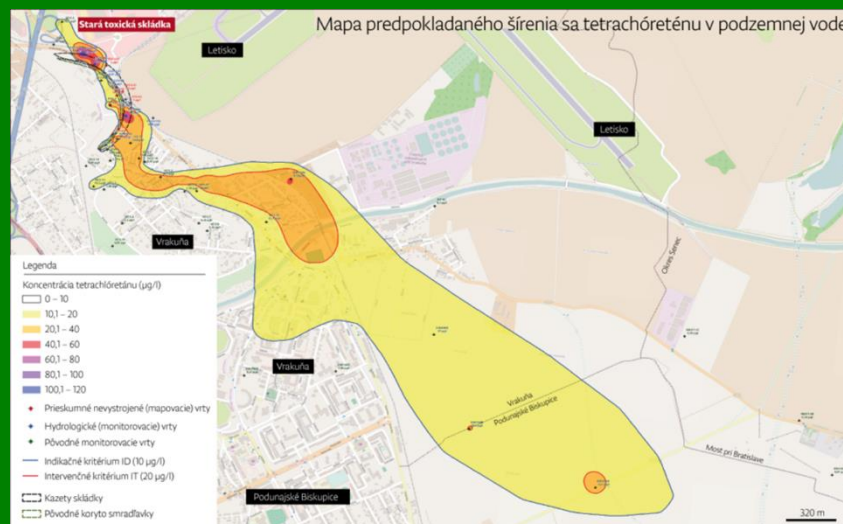 Mapa predpokladaného šírenia sa tetrachóreténu v podzemnej vode
Stará toxická skládka
Letisko
Letisko
Okres Senec
Vrakuňa
Vrakuňa
Vrakuňa
Podunajské Biskupice
Most pri Bratislave
Podunajské Biskupice
Legenda
Koncentrácia tetrachlóretánu (µg/l)
0 – 10
10,1 – 20
20,1 – 40
40,1 – 60
60,1 – 80
80,1 – 100
100,1 – 120
Prieskumné nevystrojené (mapovacie) vrty
Hydrologické (monitorovacie) vrty
Pôvodné monitorovacie vrty
Indikačné kritérium ID (10 µg/l)
Intervenčné kritérium IT (20 µg/l)
Kazety skládky
Pôvodné koryto smradľavky
320 m